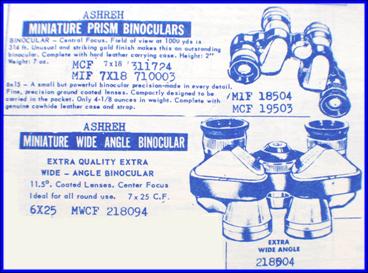 ASHREH
MINIATURE PRISM BINOCULARS
BINOCULAR - Central Focus. Field of view at 1000 yds is
316 ft. Unusual and striking gold finish makes this an outstanding
binocular. Complete with hard leather carrying case. Height: 2"
Weight: 7 oz.
MCF 7x18 311724
MIF 7X18 710003
8x15 - A small but powerful binocular precision-made in every detail.
Fine, precision ground coated lenses. Compactly designed to be
carried in the pocket. Only 4-1/8 ounces in weight. Complete with
genuine cowhide leather case and strap.
MIF 18504
MCF 19503
ASHREH
MINIATURE WIDE ANGLE BINOCULAR
EXTRA QUALITY EXTRA
WIDE - ANGLE BINOCULAR
11.5°. Coated Lenses. Center Focus
Ideal for all round use. 7 x 25 C.F.
6X25 MWCF 218094
EXTRA
WIDE ANGLE